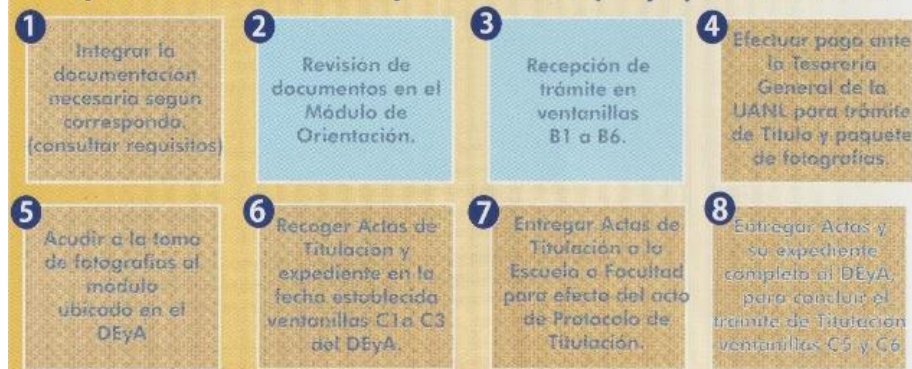 1
Integrar la
documentación
necesaria según
corresponda.
(consultar requisitos)
2
Revisión de
documentos en el
Módulo de
Orientación.
3
Recepción de
trámite en
ventanillas
B1 a B6.
4
Efectuar pago ante
la Tesorería
General de la
UANL para trámite
de Título y paquete
de fotografías.
5
Acudir a la toma
de fotografías al
módulo
ubicado en el
DEyA
6
Recoger Actas de
Titulación y
expediente en la
fecha establecida
ventanillas C1a C3
del DEyA.
7
Entregar Actas de
Titulación a la
Escuela o Facultad
para efecto del acto
de Protocolo de
Titulación.
8
Entregar Actas y
su expediente
completo al DEyA,
para concluir el
trámite de Titulación
ventanillas C5 y C6